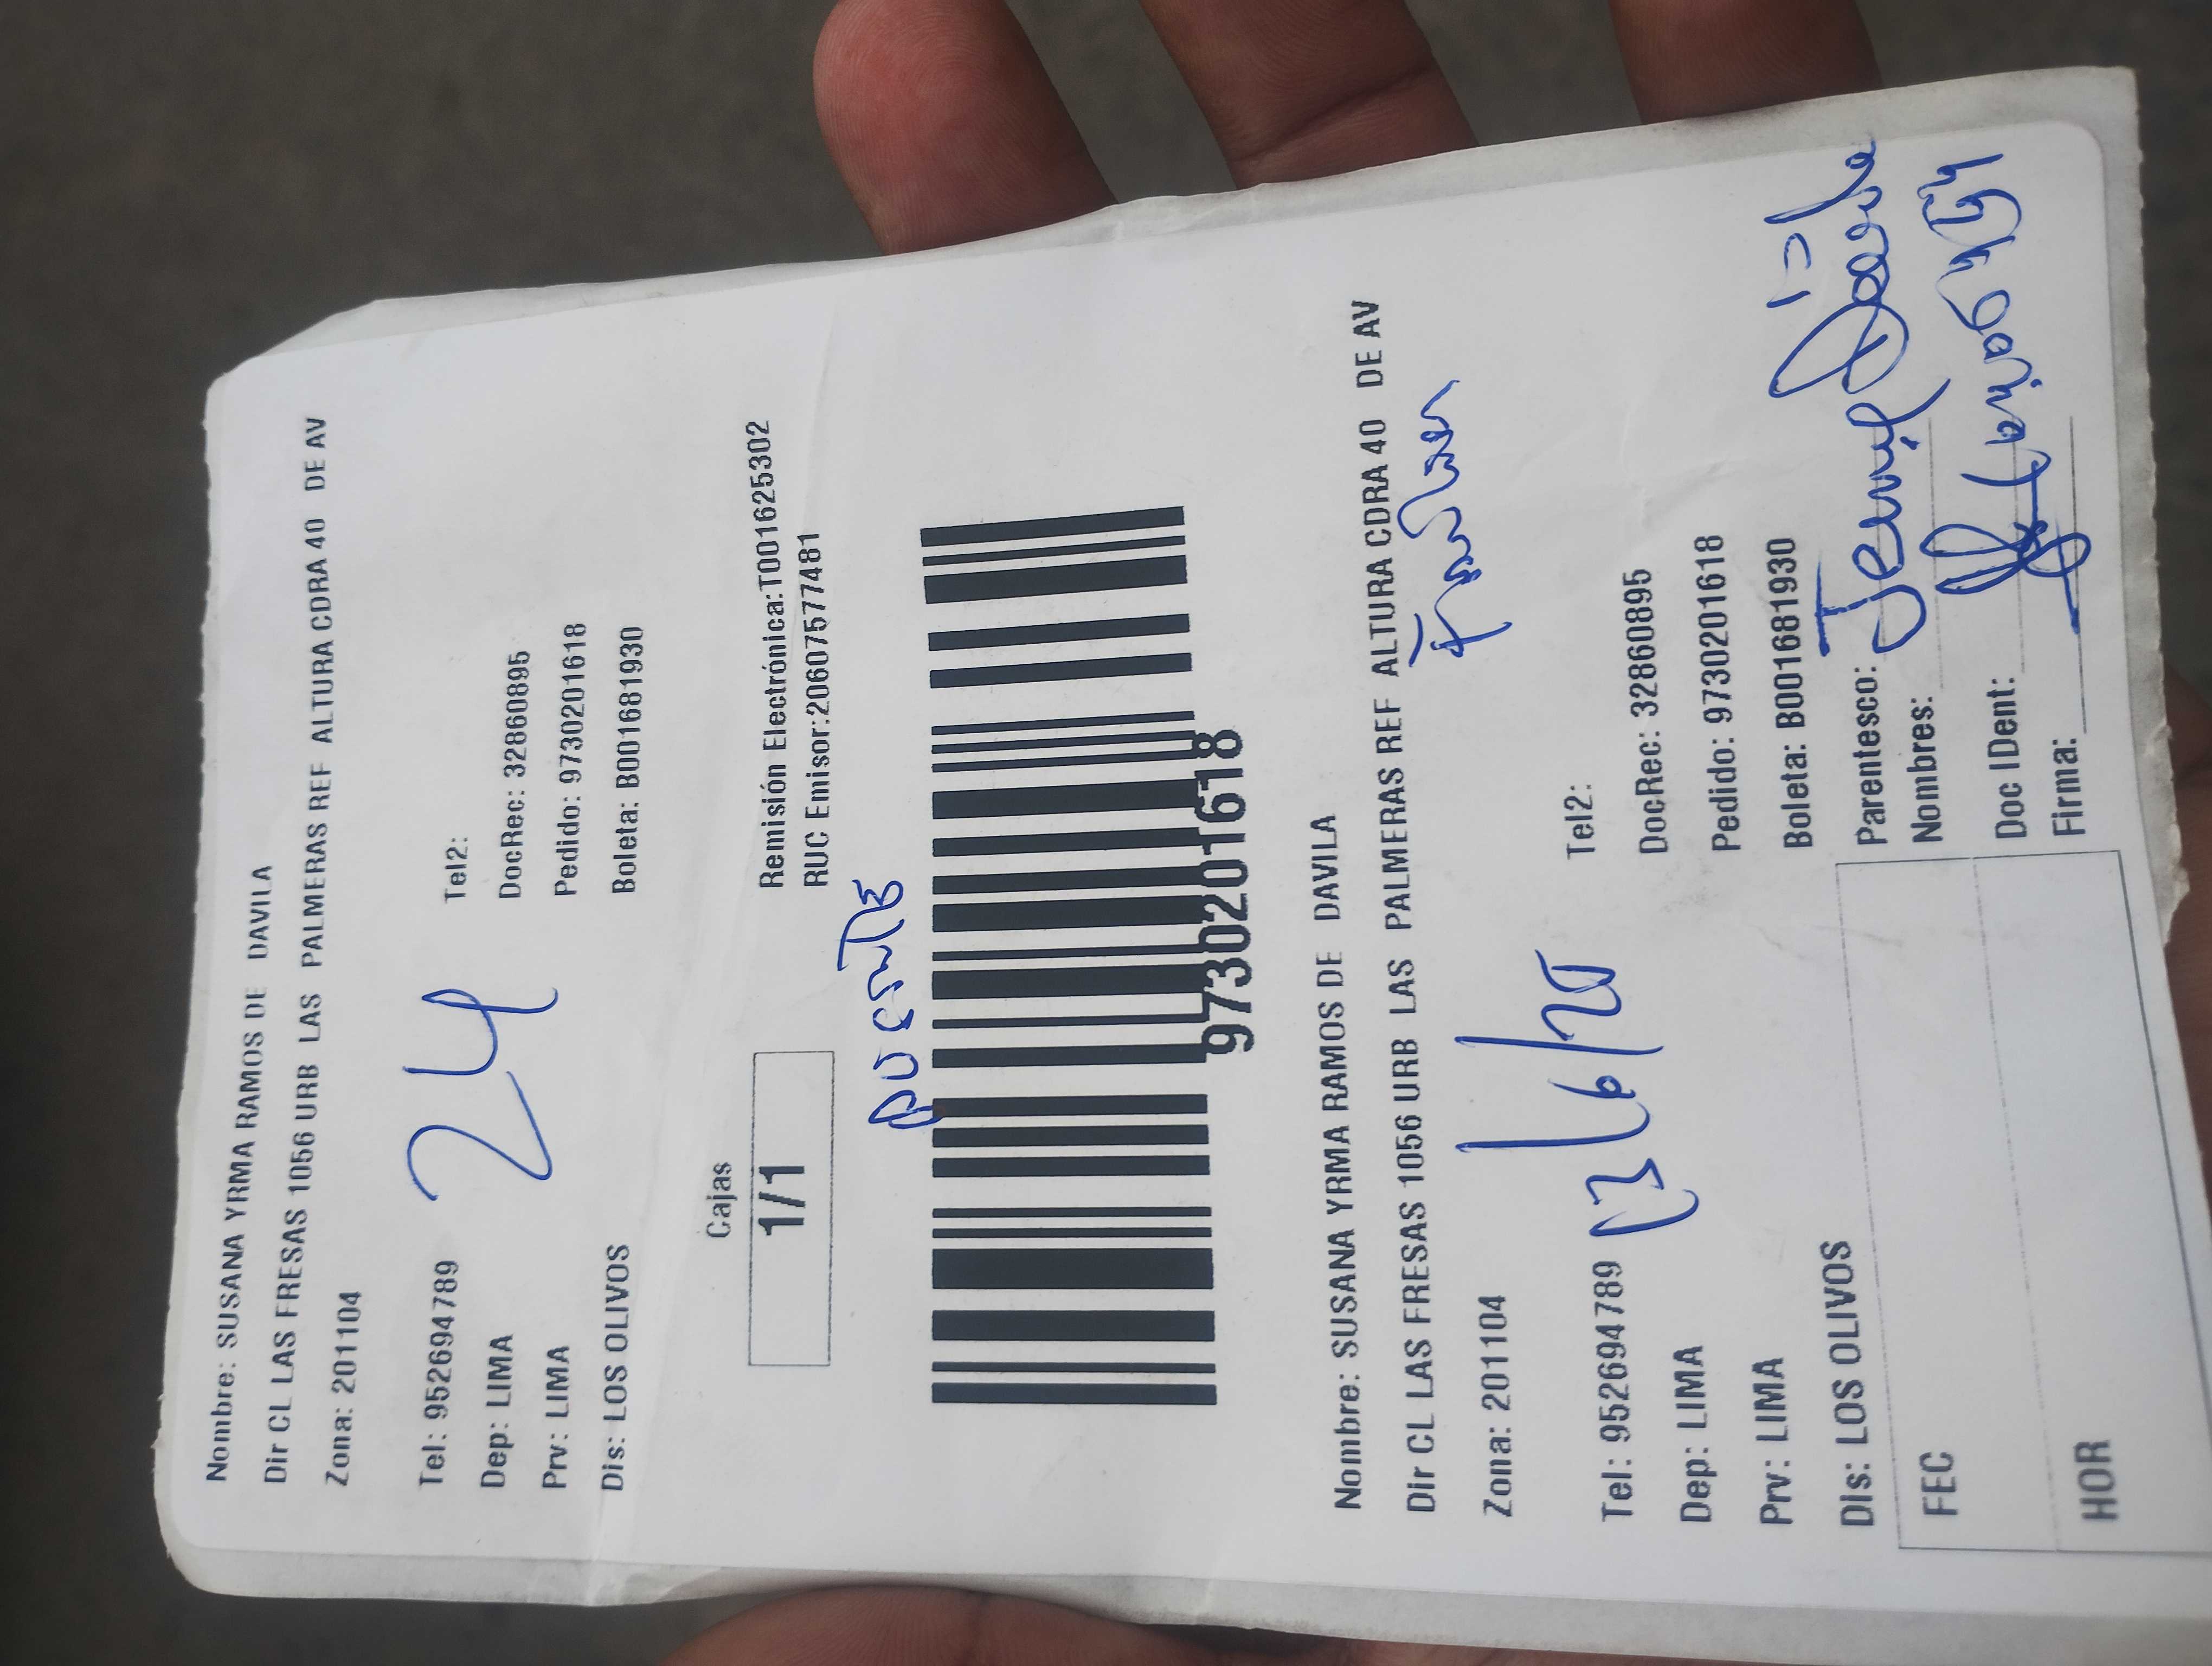 Nombre: SUSANA YRMA RAMOS DE DAVILA
Dir CL LAS FRESAS 1056 URB LAS PALMERAS REF ALTURA CDRA 40 DE AV
Zona: 201104
Tel: 952694789 Tel2:
24
Dep: LIMA DocRec: 32860895
Prv: LIMA Pedido: 9730201618
Dis: LOS OLIVOS Boleta: B001681930
Cajas
1/1
Remisión Electrónica:T001625302
RUC Emisor:20607577481
9730201618
Nombre: SUSANA YRMA RAMOS DE DAVILA
Dir CL LAS FRESAS 1056 URB LAS PALMERAS REF ALTURA CDRA 40 DE AV
Zona: 201104
Tel: 952694789 Tel2:
13/6/25
Dep: LIMA DocRec: 32860895
Prv: LIMA Pedido: 9730201618
Dis: LOS OLIVOS Boleta: B001681930
FEC
HOR
Parentesco:
Nombres: Jenny
Doc IDent:
Firma: